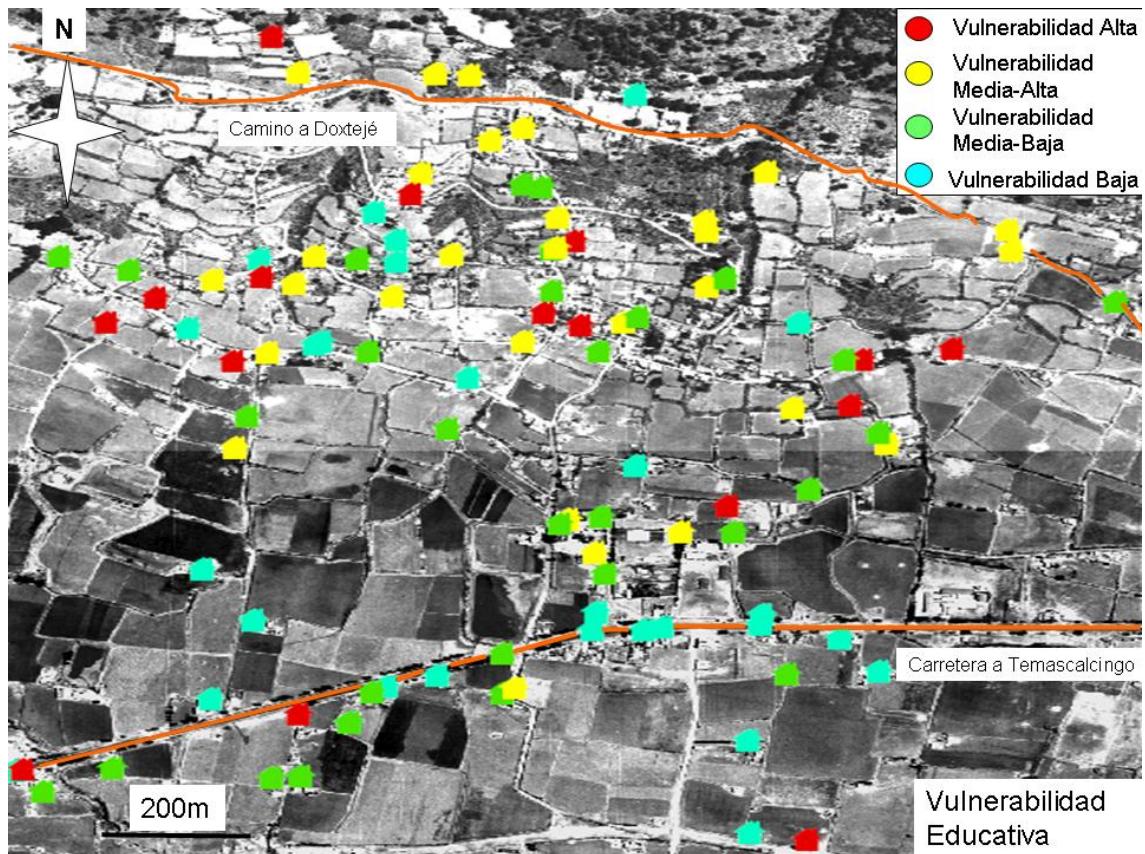 N
Vulnerabilidad Alta
Vulnerabilidad
Media-Alta
Vulnerabilidad
Media-Baja
Vulnerabilidad Baja
Camino a Doxtejé
Carretera a Temascalcingo
200m
Vulnerabilidad
Educativa